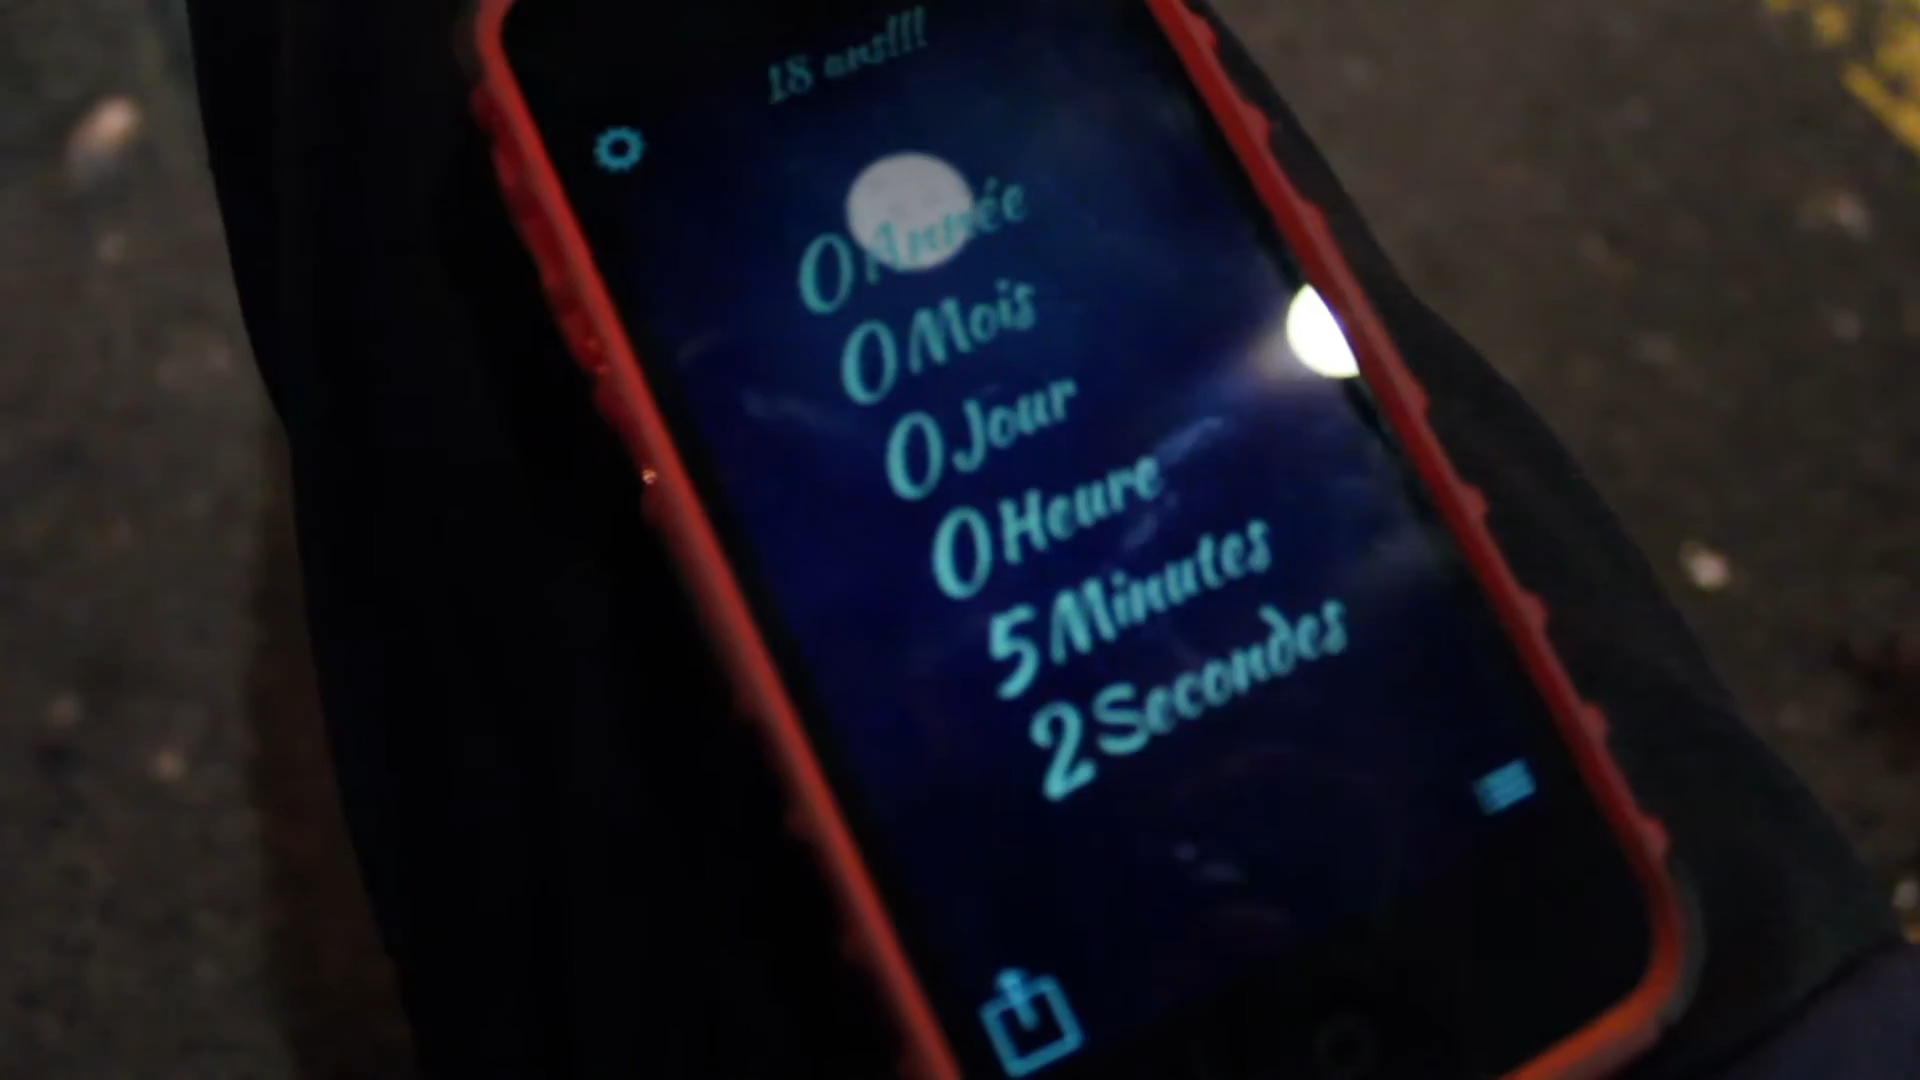 18 ans!!!
0 Année
0 Mois
0 Jour
0 Heure
5 Minutes
2 Secondes